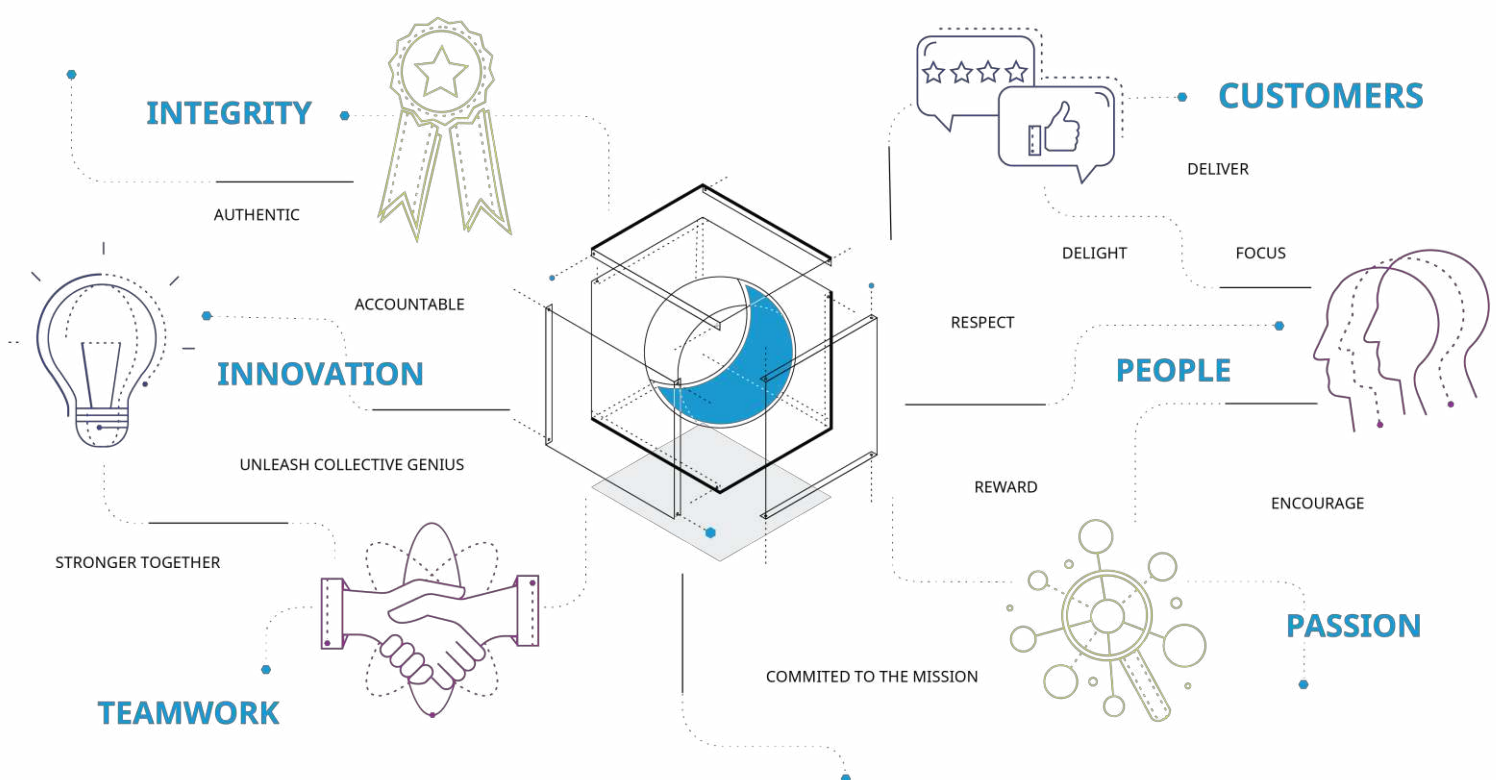 INTEGRITY
AUTHENTIC
ACCOUNTABLE
INNOVATION
UNLEASH COLLECTIVE GENIUS
STRONGER TOGETHER
TEAMWORK
CUSTOMERS
DELIVER
DELIGHT
FOCUS
RESPECT
PEOPLE
REWARD
ENCOURAGE
PASSION
COMMITED TO THE MISSION